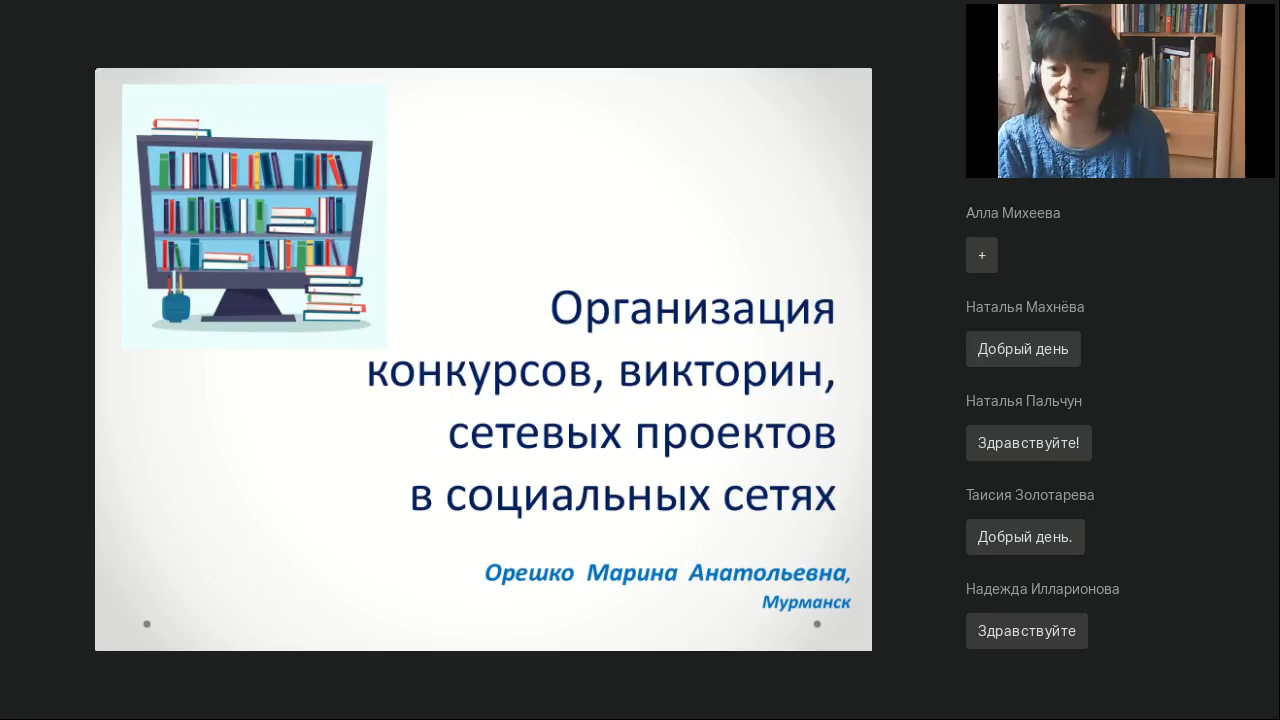 Организация
конкурсов, викторин,
сетевых проектов
в социальных сетях
Орешко Марина Анатольевна,
Мурманск
Алла Михеева
+
Наталья Махнёва
Добрый день
Наталья Пальчун
Здравствуйте!
Таисия Золотарева
Добрый день.
Надежда Илларионова
Здравствуйте